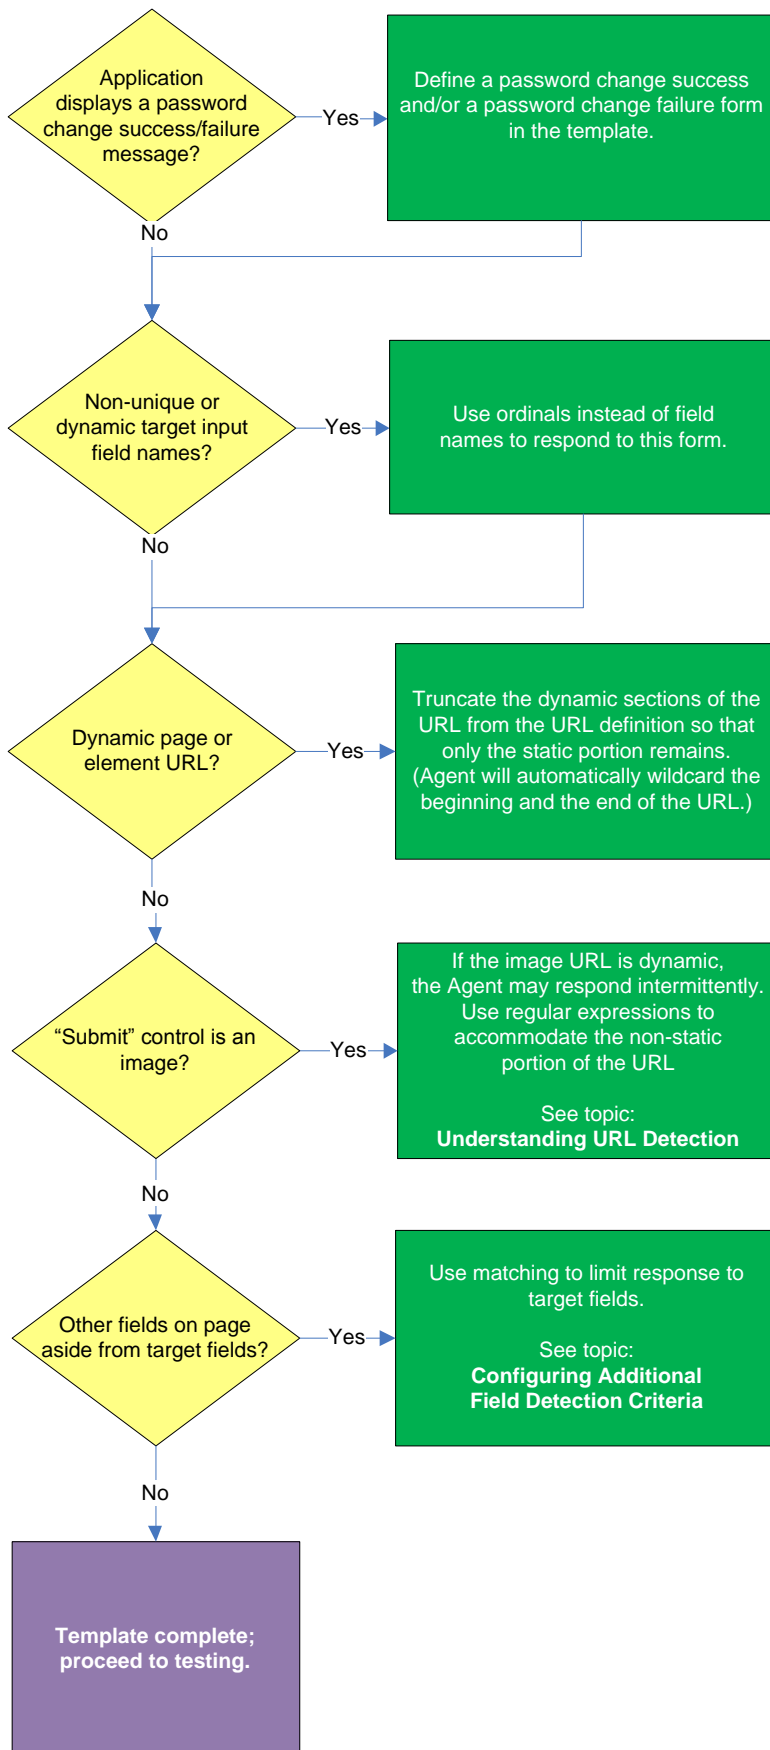 Application
displays a password
change success/failure
message?
Yes
Define a password change success
and/or a password change failure form
in the template.
No
Non-unique or
dynamic target input
field names?
Yes
Use ordinals instead of field
names to respond to this form.
No
Dynamic page or
element URL?
Yes
Truncate the dynamic sections of the
URL from the URL definition so that
only the static portion remains.
(Agent will automatically wildcard the
beginning and the end of the URL.)
No
“Submit” control is an
image?
Yes
If the image URL is dynamic,
the Agent may respond intermittently.
Use regular expressions to
accommodate the non-static
portion of the URL
See topic:
Understanding URL Detection
No
Other fields on page
aside from target fields?
Yes
Use matching to limit response to
target fields.
See topic:
Configuring Additional
Field Detection Criteria
No
Template complete;
proceed to testing.